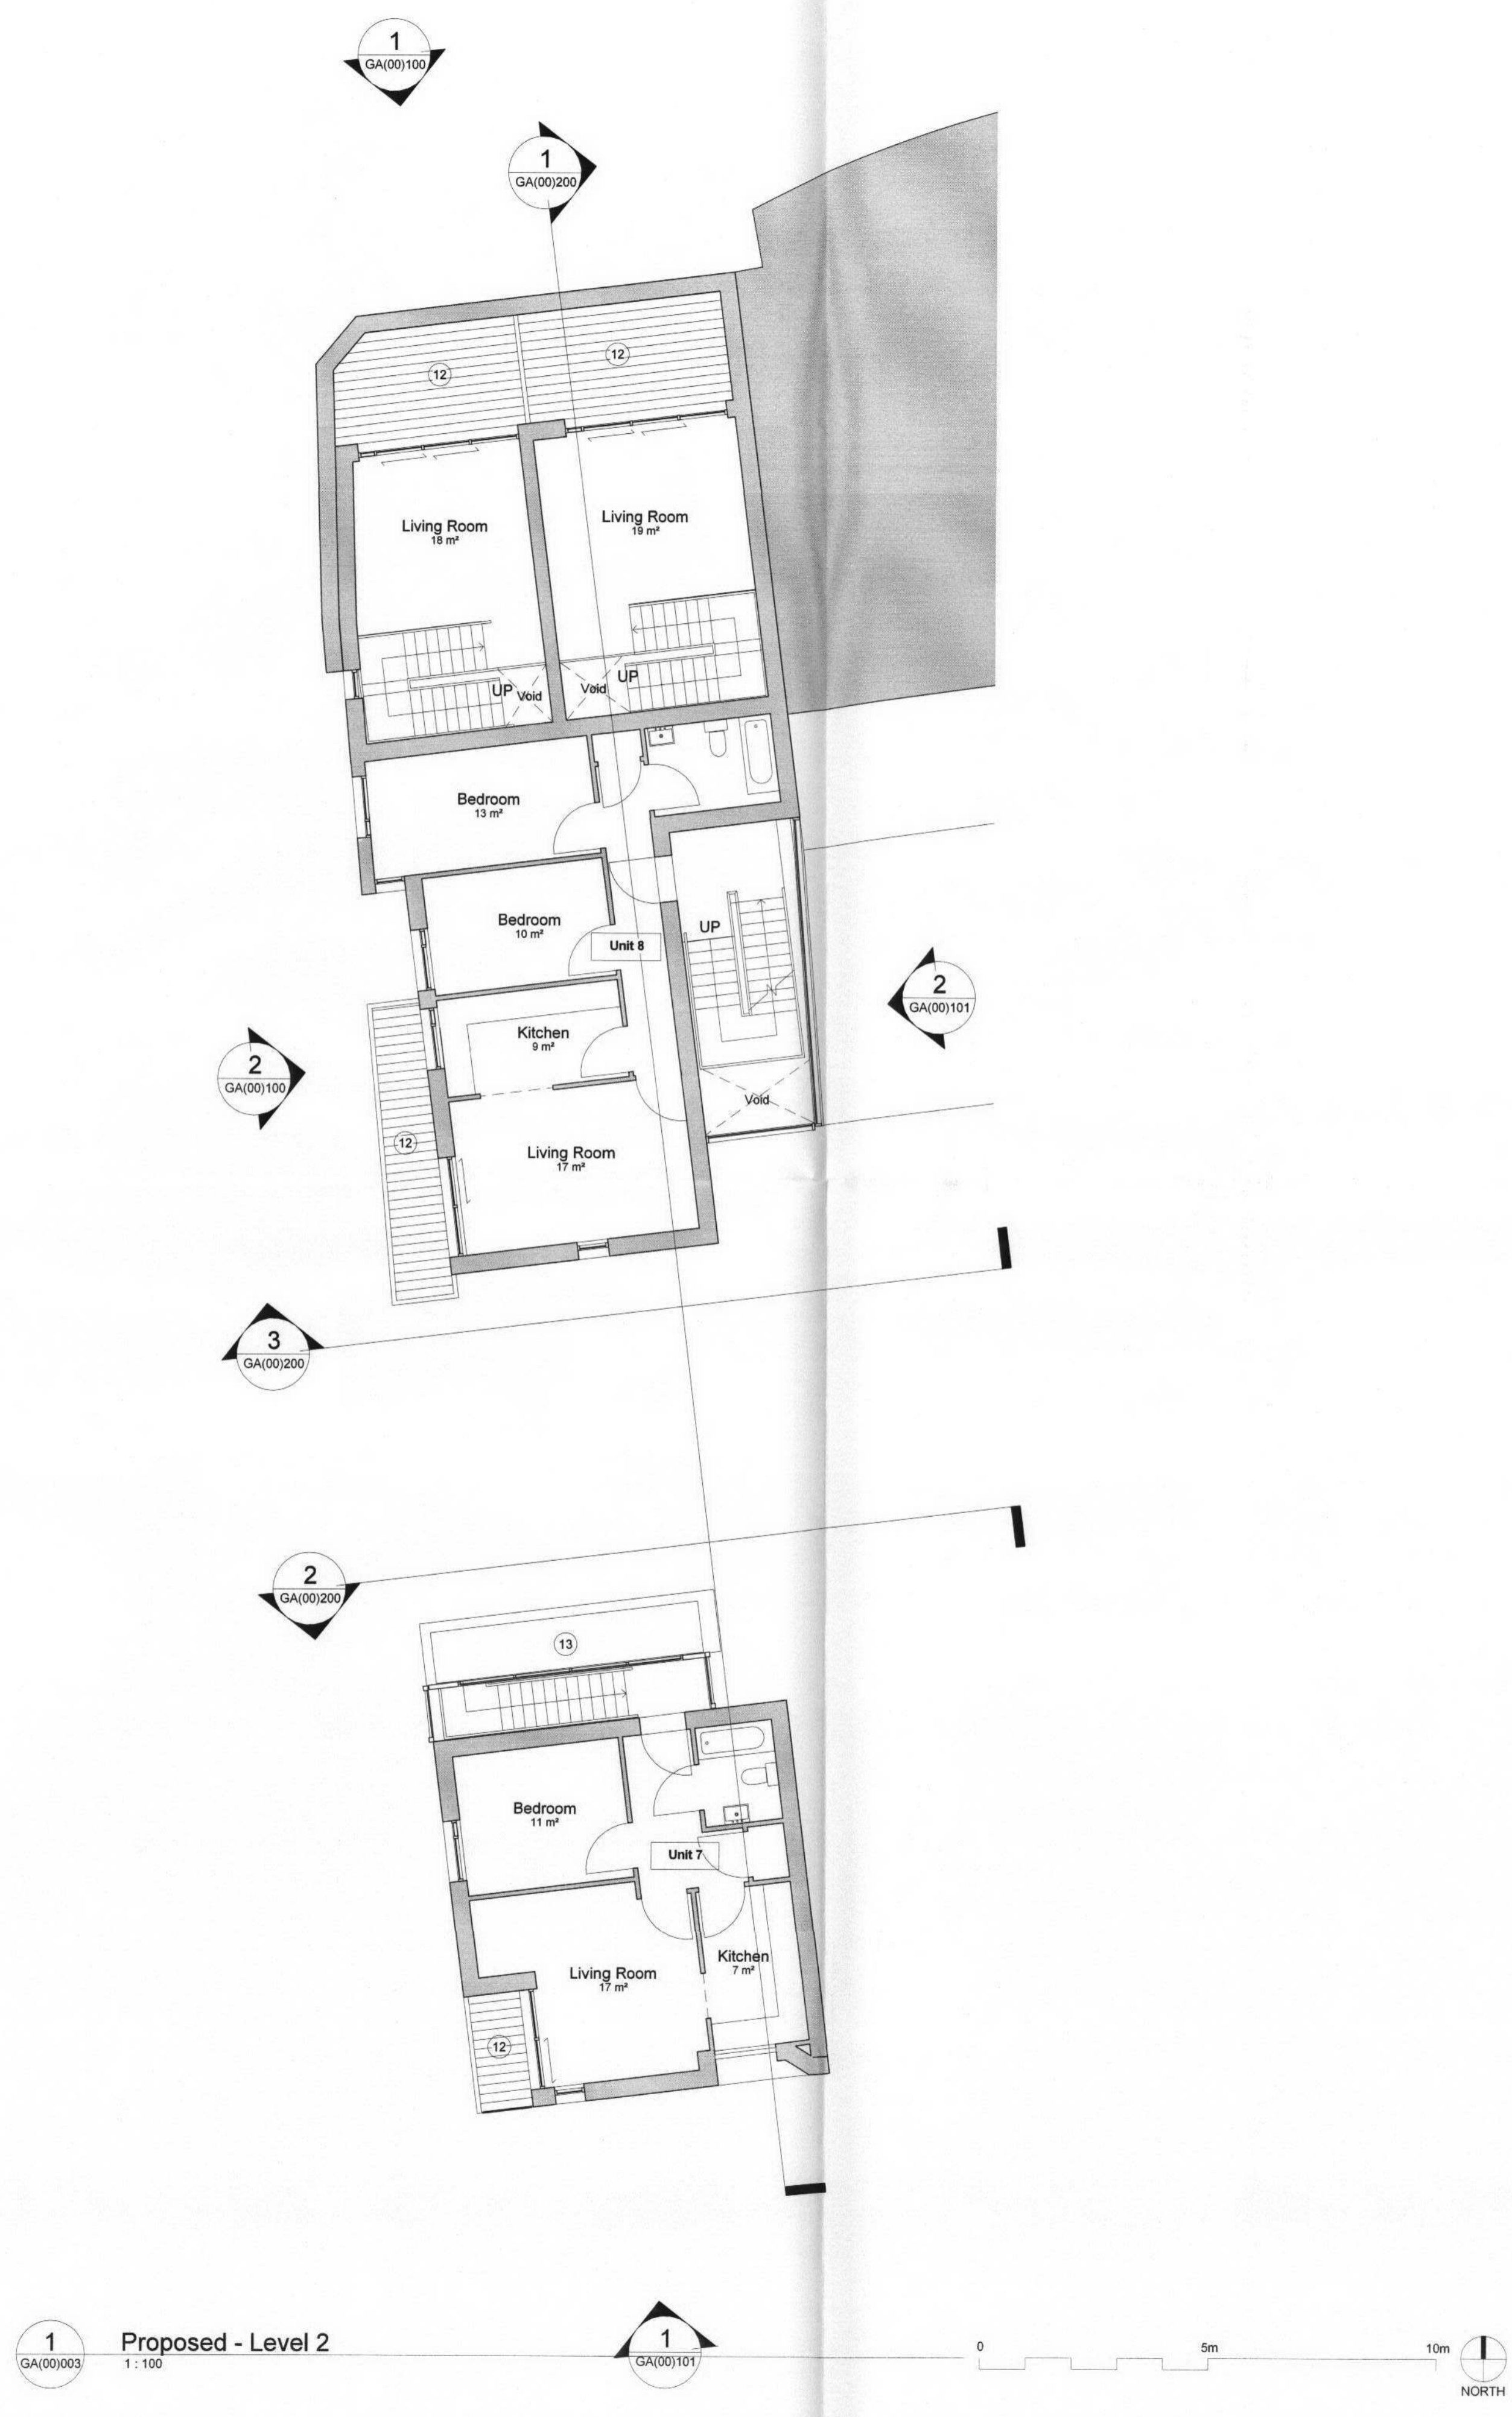 1
GA(00)100
1
GA(00)200
12
12
Living Room
18 m²
Living Room
19 m²
UP
Void
Void
UP
Bedroom
13 m²
Bedroom
10 m²
Unit 8
UP
2
GA(00)101
Kitchen
9 m²
2
GA(00)100
Void
12
Living Room
17 m²
3
GA(00)200
2
GA(00)200
13
Bedroom
11 m²
Unit 7
Kitchen
7 m²
Living Room
17 m²
12
1
GA(00)003
Proposed - Level 2
1 : 100
1
GA(00)101
0
5m
10m
NORTH